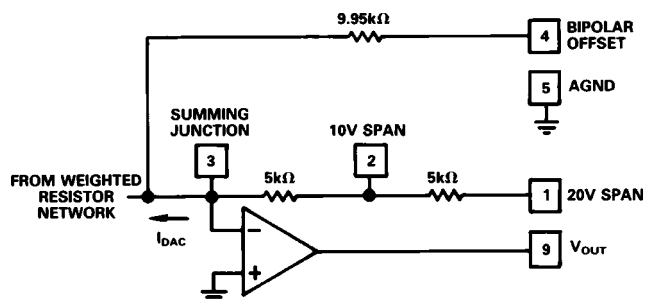 9.95kΩ
4
BIPOLAR
OFFSET
5
AGND
SUMMING
JUNCTION
3
10V SPAN
2
5kΩ
5kΩ
FROM WEIGHTED
RESISTOR
NETWORK
1
20V SPAN
IDAC
−
+
9
VOUT